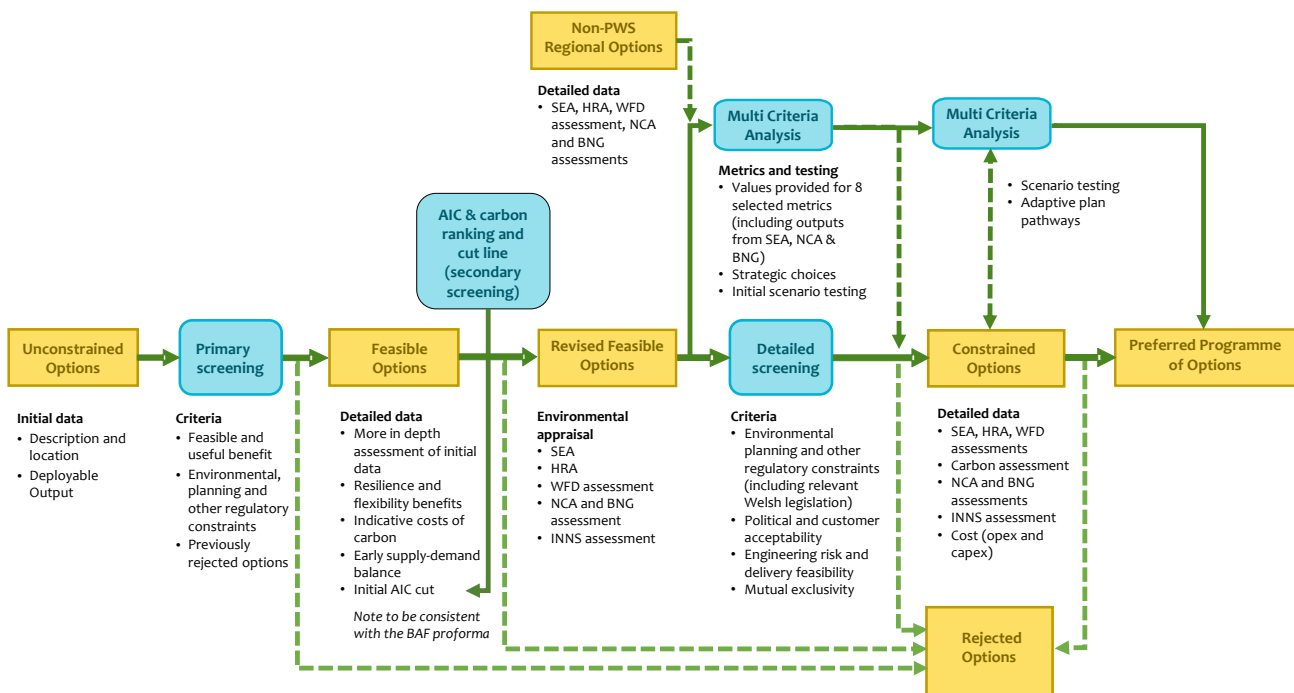 Non-PWS
Regional Options
Detailed data
• SEA, HRA, WFD
assessment, NCA
and BNG
assessments
Multi Criteria
Analysis
Metrics and testing
• Values provided for 8
selected metrics
(including outputs
from SEA, NCA &
BNG)
• Strategic choices
• Initial scenario testing
Multi Criteria
Analysis
• Scenario testing
• Adaptive plan
pathways
AIC & carbon
ranking and
cut line
(secondary
screening)
Unconstrained
Options
Initial data
• Description and
location
• Deployable
Output
Primary
screening
Criteria
• Feasible and
useful benefit
• Environmental,
planning and
other regulatory
constraints
• Previously
rejected options
Feasible
Options
Detailed data
• More in depth
assessment of initial
data
• Resilience and
flexibility benefits
• Indicative costs of
carbon
• Early supply-demand
balance
• Initial AIC cut
Note to be consistent
with the BAF proforma
Revised Feasible
Options
Environmental
appraisal
• SEA
• HRA
• WFD assessment
• NCA and BNG
assessment
• INNS assessment
Detailed
screening
Criteria
• Environmental
planning and other
regulatory constraints
(including relevant
Welsh legislation)
• Political and customer
acceptability
• Engineering risk and
delivery feasibility
• Mutual exclusivity
Constrained
Options
Detailed data
• SEA, HRA, WFD
assessments
• Carbon assessment
• NCA and BNG
assessments
• INNS assessment
• Cost (opex and
capex)
Preferred Programme
of Options
Rejected
Options